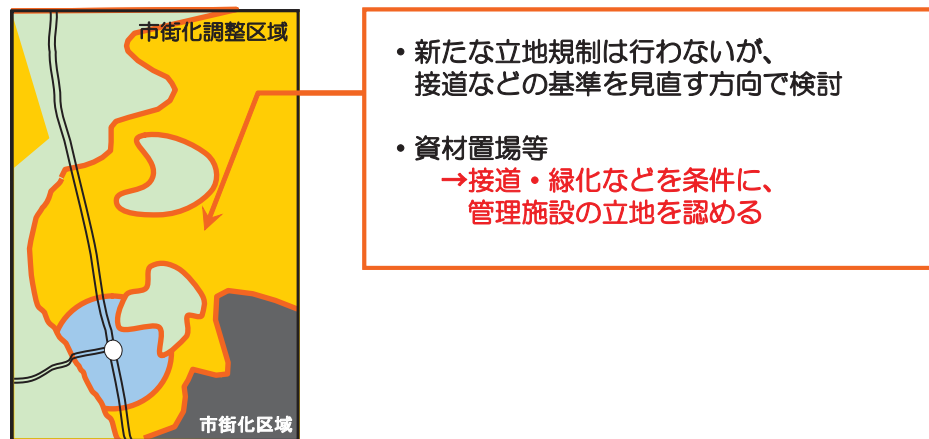 市街化調整区域
・新たな立地規制は行わないが、
接道などの基準を見直す方向で検討
・資材置場等
→接道・緑化などを条件に、
管理施設の立地を認める
市街化区域